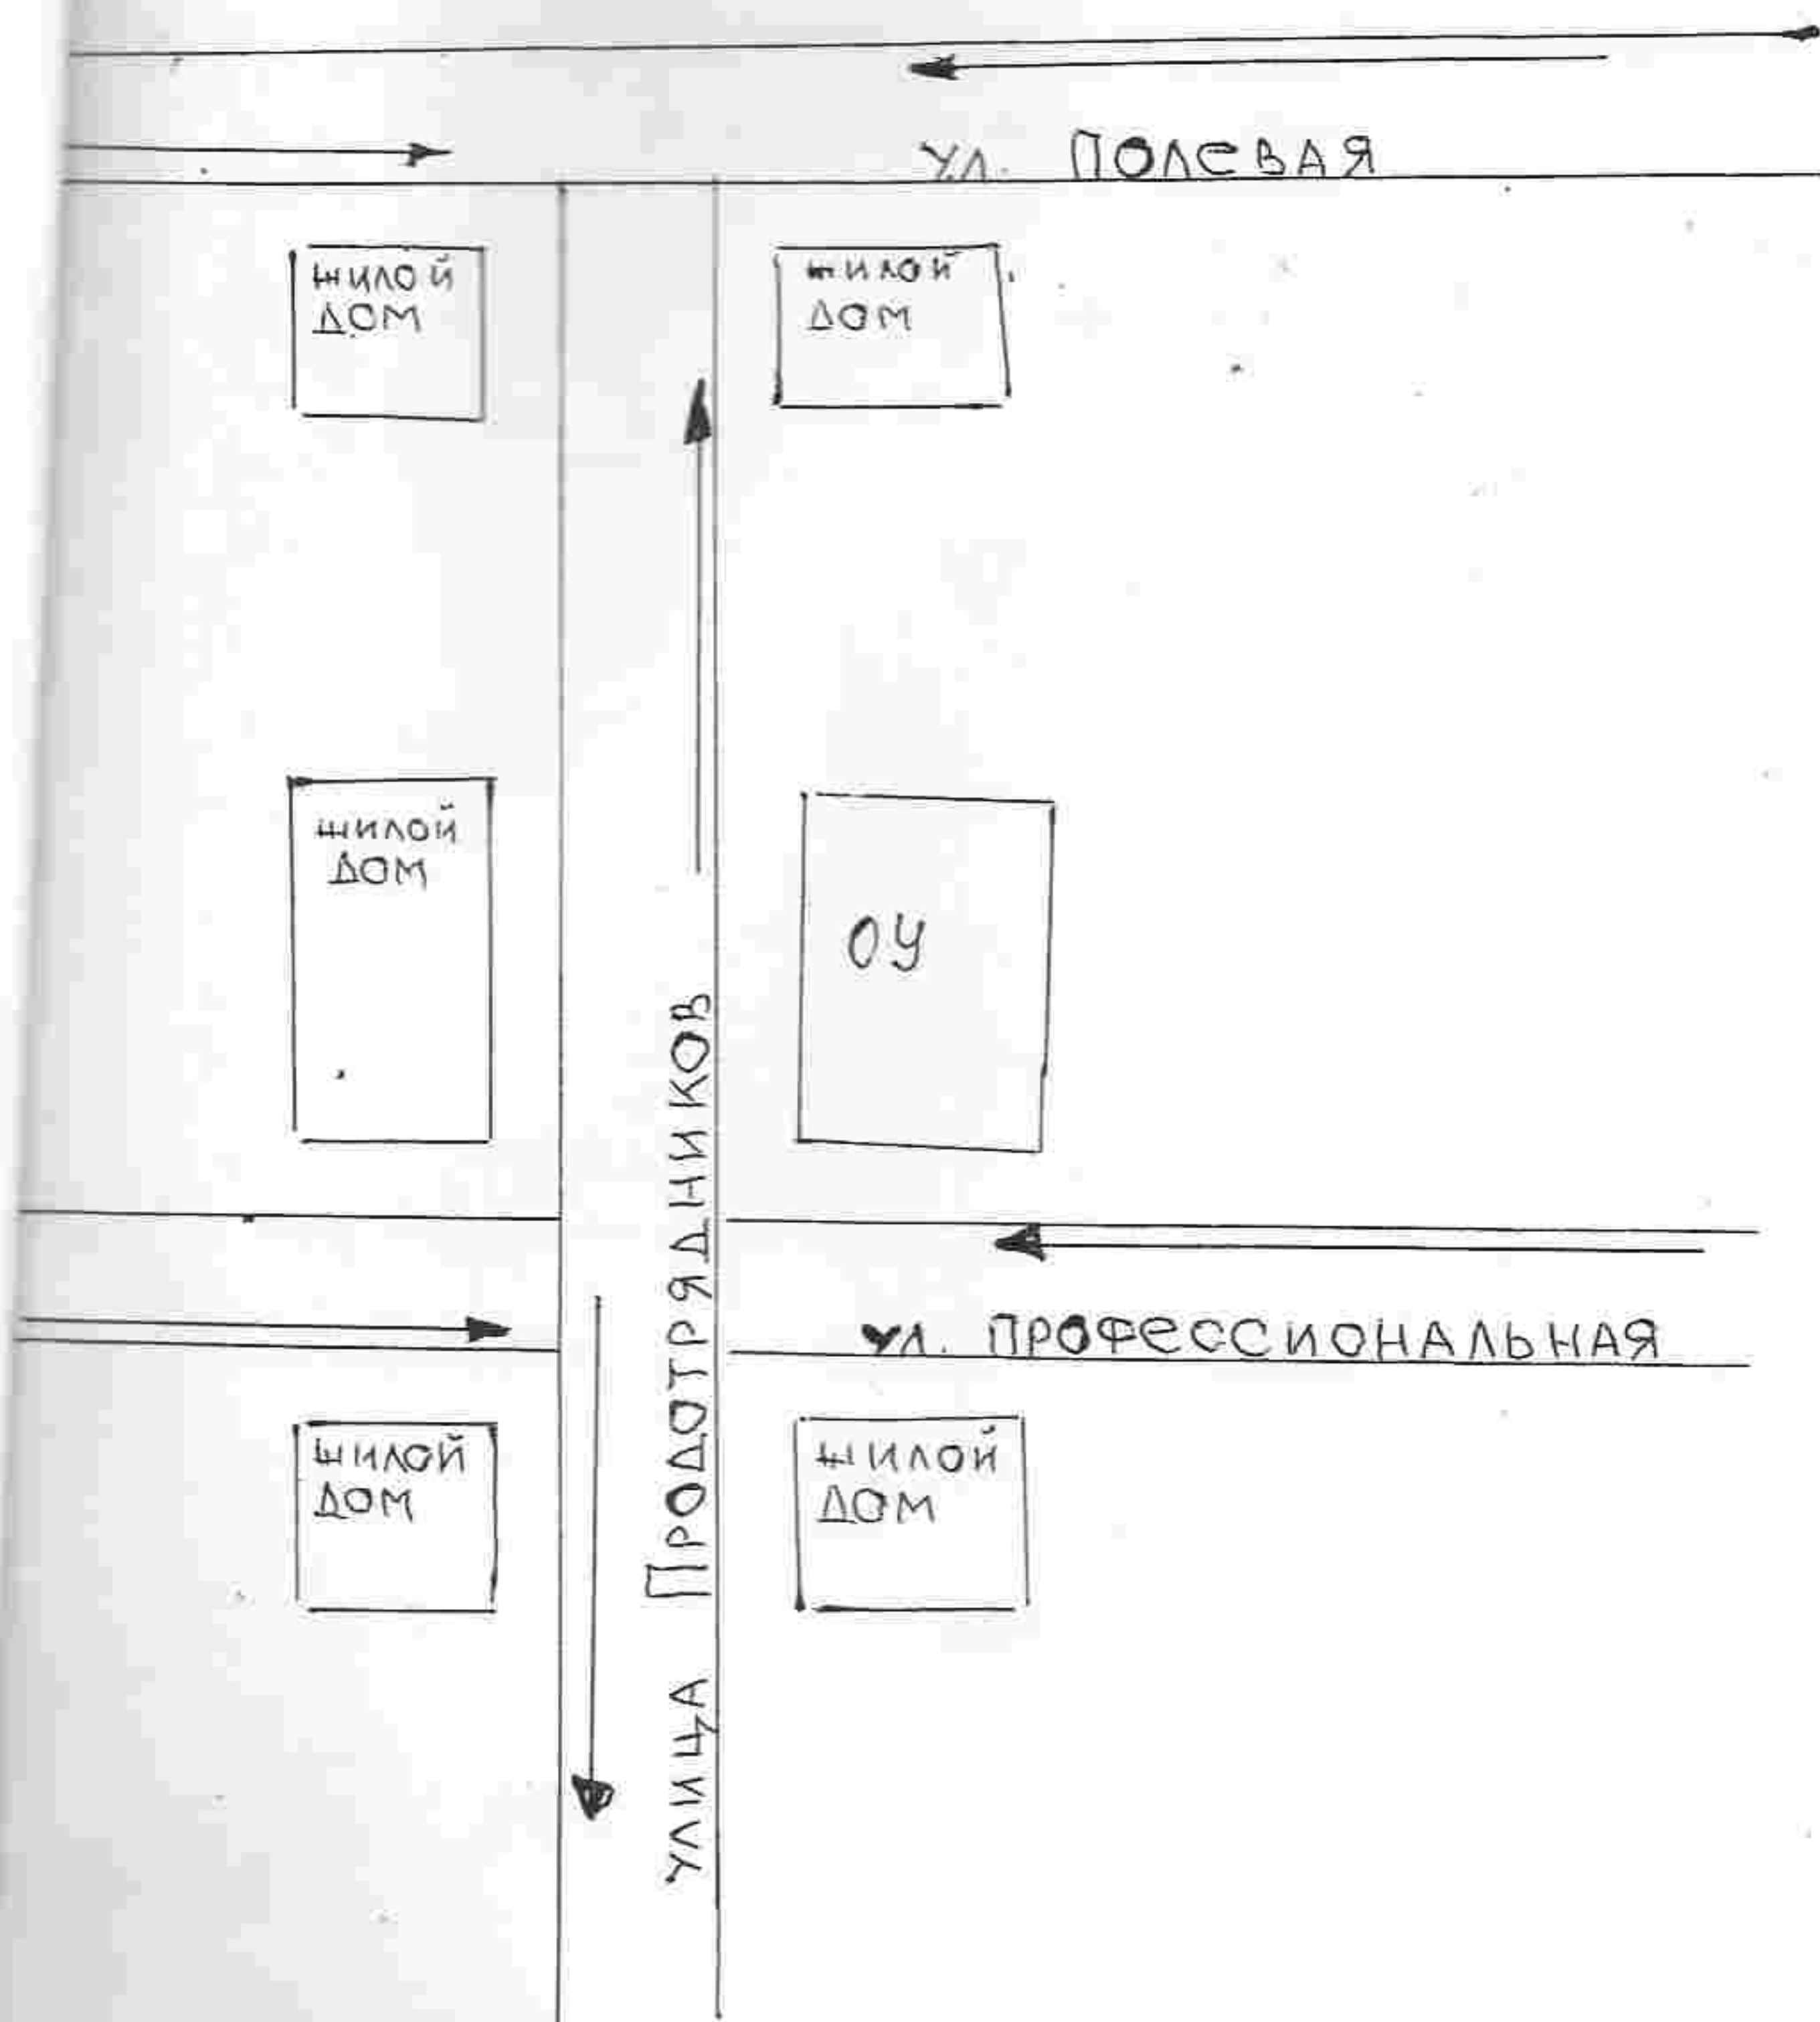 ул. ПОЛЕВАЯ
жилой
ДОМ
жилой
ДОМ
жилой
ДОМ
ОУ
УЛИЦА ПРОДОТРЯДНИКОВ
ул. ПРОФЕССИОНАЛЬНАЯ
жилой
ДОМ
жилой
ДОМ